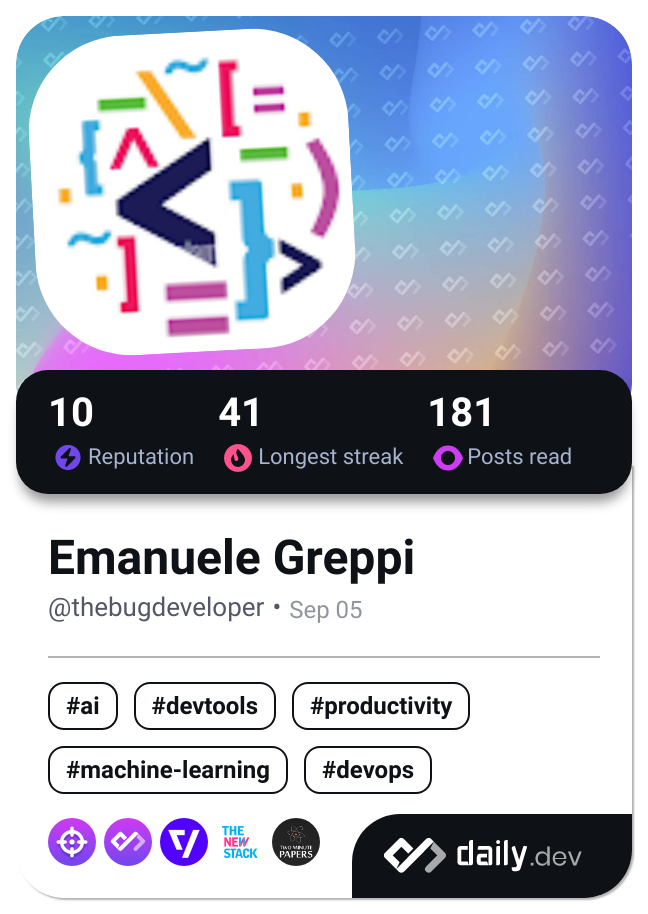 10 41 181
Reputation Longest streak Posts read
Emanuele Greppi
@thebugdeveloper • Sep 05
#ai #devtools #productivity
#machine-learning #devops
THE
NEW
STACK
TWO MINUTE
PAPERS
daily.dev